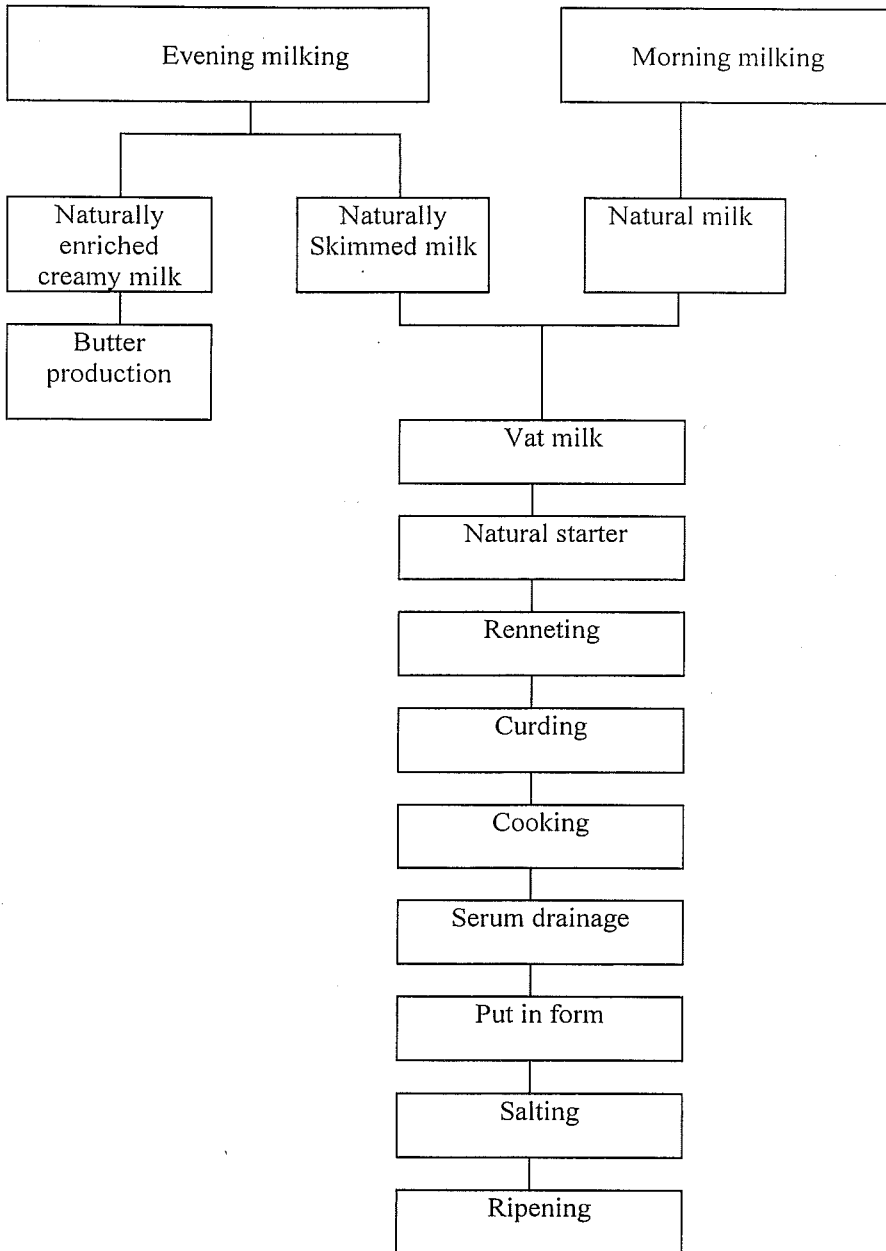 Evening milking
Morning milking
Naturally
enriched
creamy milk
Naturally
Skimmed milk
Natural milk
Butter
production
Vat milk
Natural starter
Renneting
Curding
Cooking
Serum drainage
Put in form
Salting
Ripening